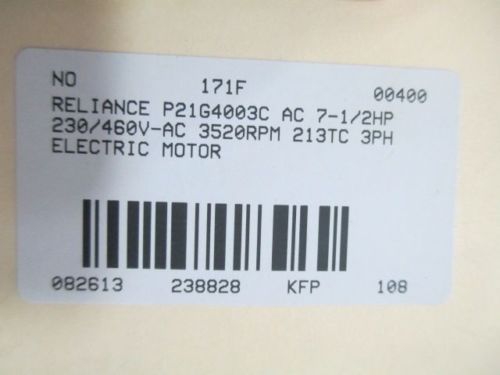 NO 171F 00400
RELIANCE P21G4003C AC 7-1/2HP
230/460V-AC 3520RPM 213TC 3PH
ELECTRIC MOTOR
082613 238828 KFP 108